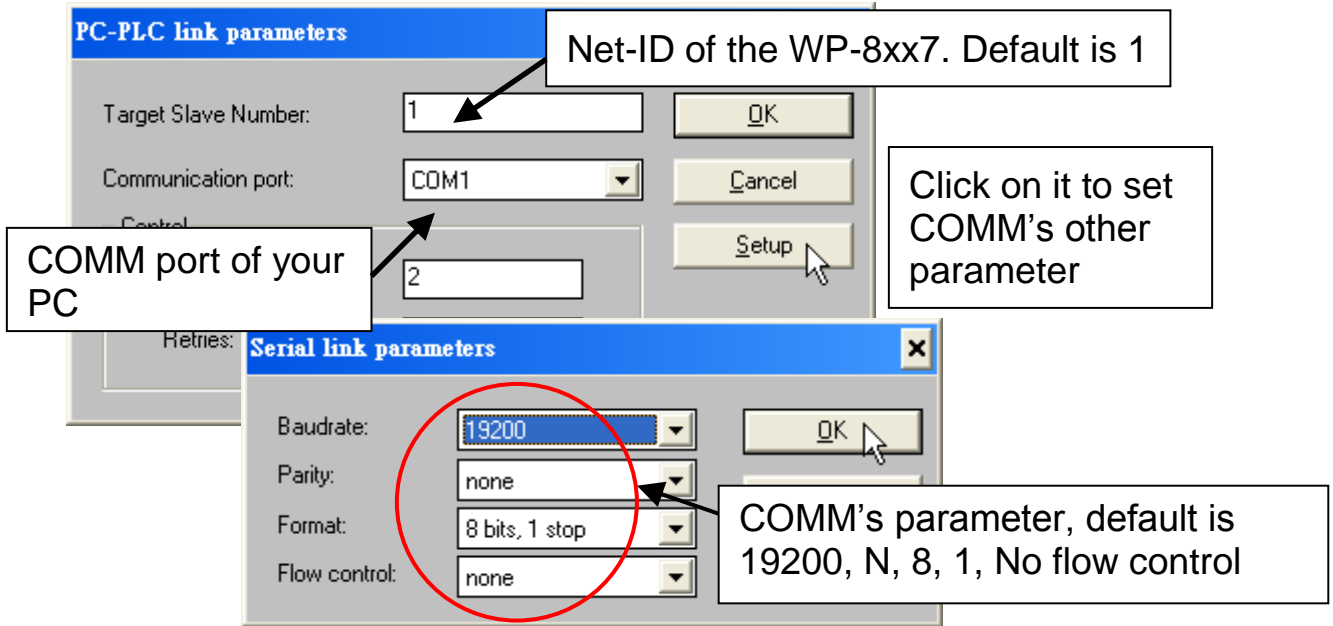 PC-PLC link parameters
Net-ID of the WP-8xx7. Default is 1
Target Slave Number:
1
OK
Communication port:
COM1
Cancel
Click on it to set
COMM’s other
parameter
Control
Setup
COMM port of your
PC
2
Retries:
Serial link parameters
Baudrate:
19200
OK
Parity:
none
Format:
8 bits, 1 stop
Flow control:
none
COMM’s parameter, default is
19200, N, 8, 1, No flow control